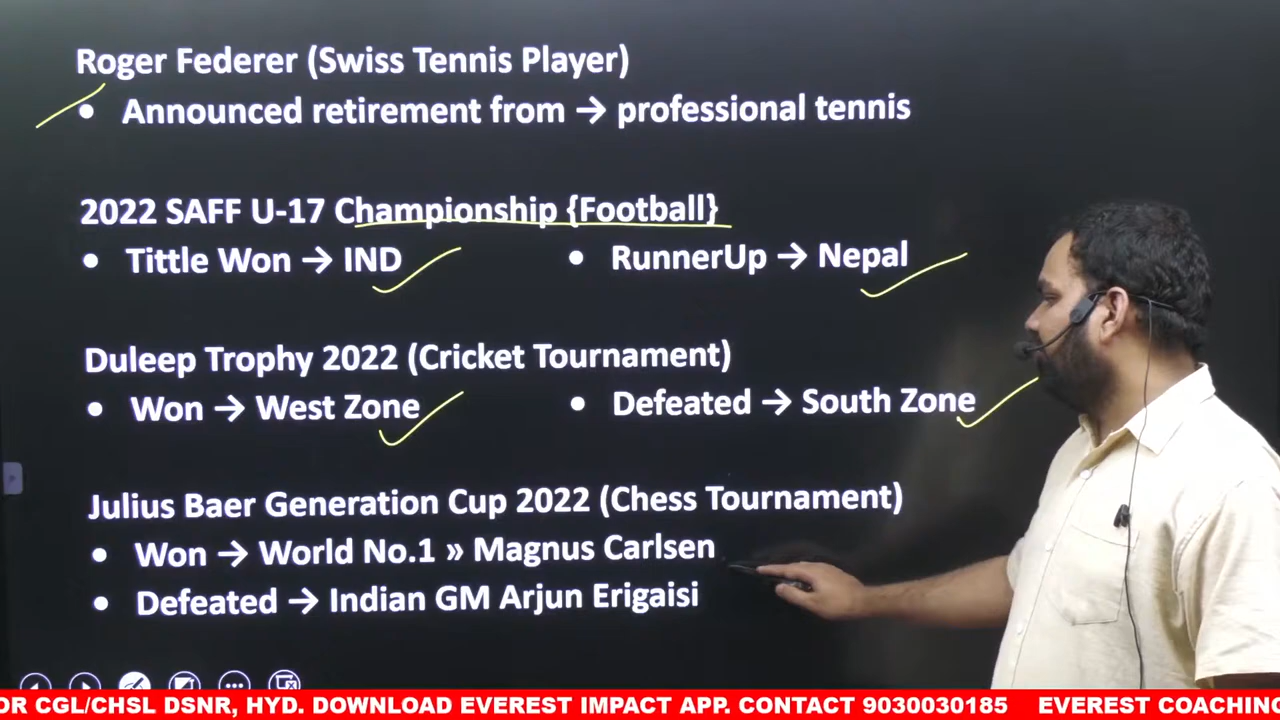 Roger Federer (Swiss Tennis Player)
• Announced retirement from → professional tennis
2022 SAFF U-17 Championship {Football}
• Tittle Won → IND • RunnerUp → Nepal
Duleep Trophy 2022 (Cricket Tournament)
• Won → West Zone • Defeated → South Zone
Julius Baer Generation Cup 2022 (Chess Tournament)
• Won → World No.1 » Magnus Carlsen
• Defeated → Indian GM Arjun Erigaisi
OR CGL/CHSL DSNR, HYD. DOWNLOAD EVEREST IMPACT APP. CONTACT 9030030185 EVEREST COACHING